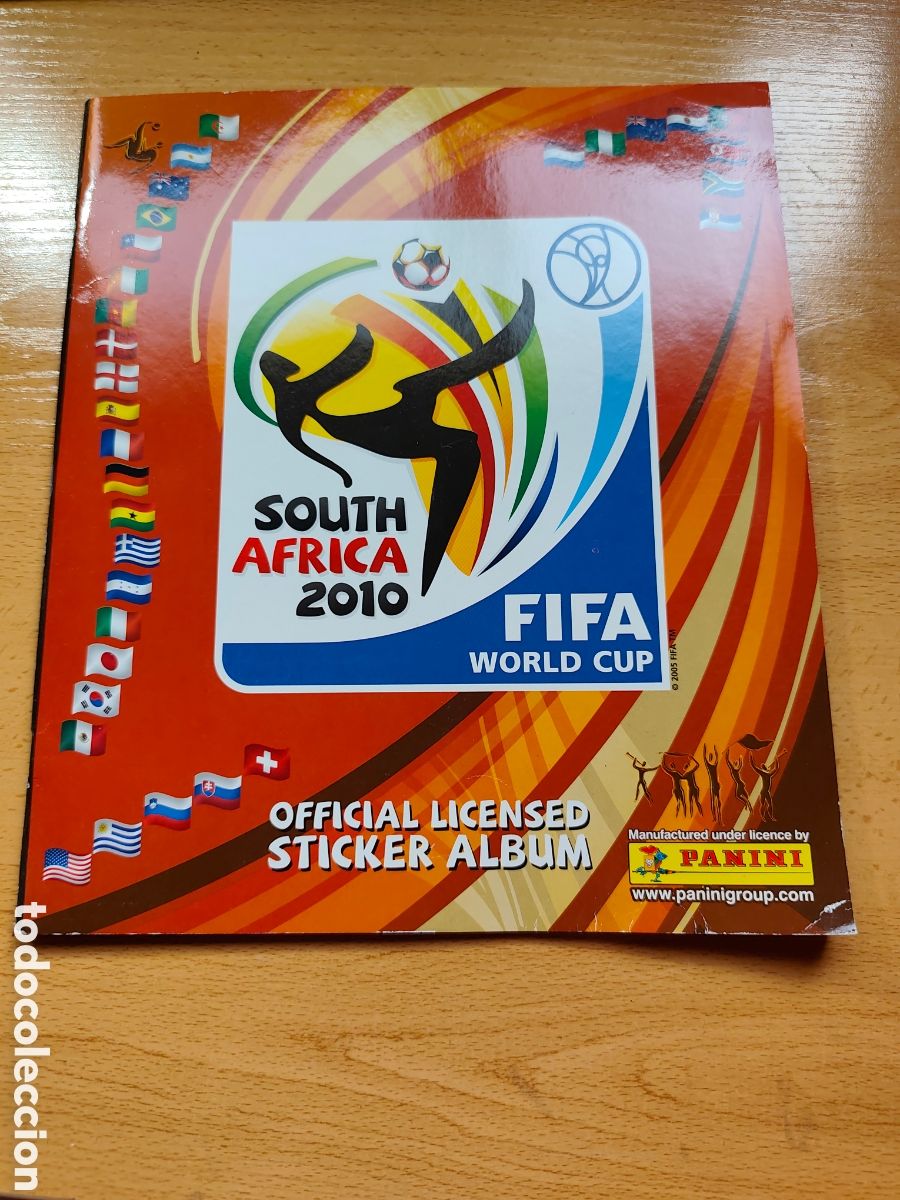 SOUTH
AFRICA
2010
FIFA
WORLD CUP
© 2005 FIFA TM
OFFICIAL LICENSED
STICKER ALBUM
Manufactured under licence by
PANINI
www.paninigroup.com
todocoleccion